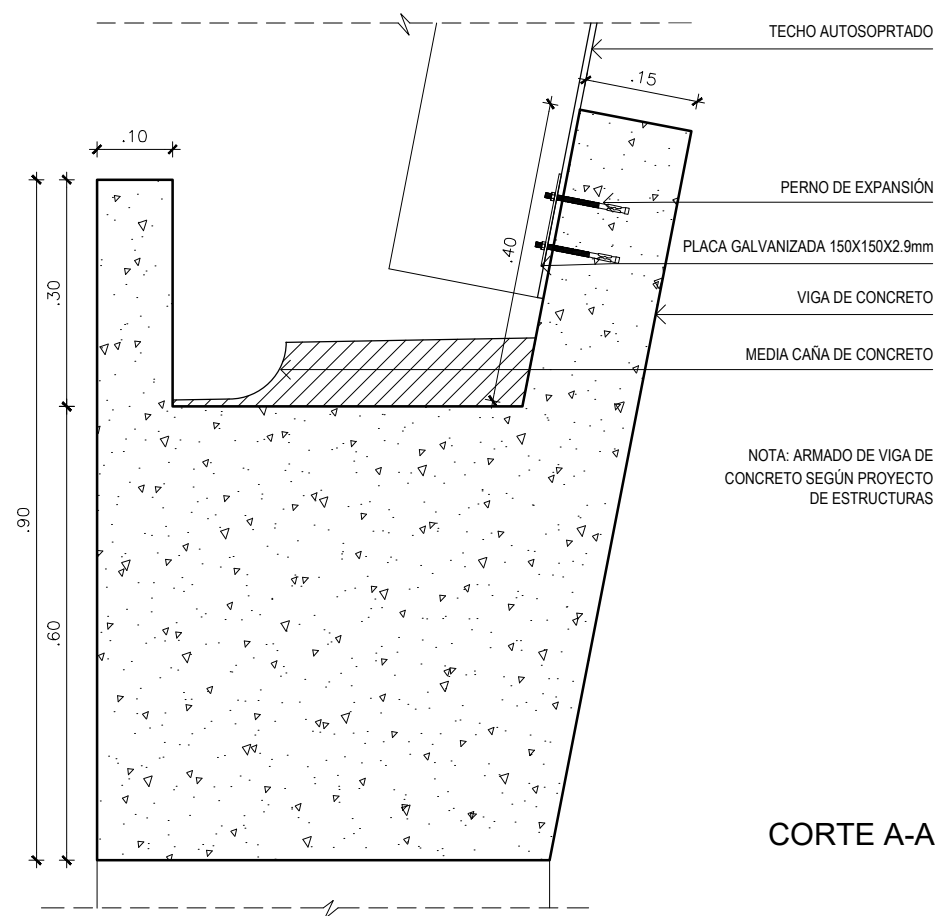 TECHO AUTOSOPRTADO
.15
.10
PERNO DE EXPANSIÓN
.40
PLACA GALVANIZADA 150X150X2.9mm
.30
VIGA DE CONCRETO
MEDIA CAÑA DE CONCRETO
NOTA: ARMADO DE VIGA DE
CONCRETO SEGÚN PROYECTO
DE ESTRUCTURAS
.90
.60
CORTE A-A